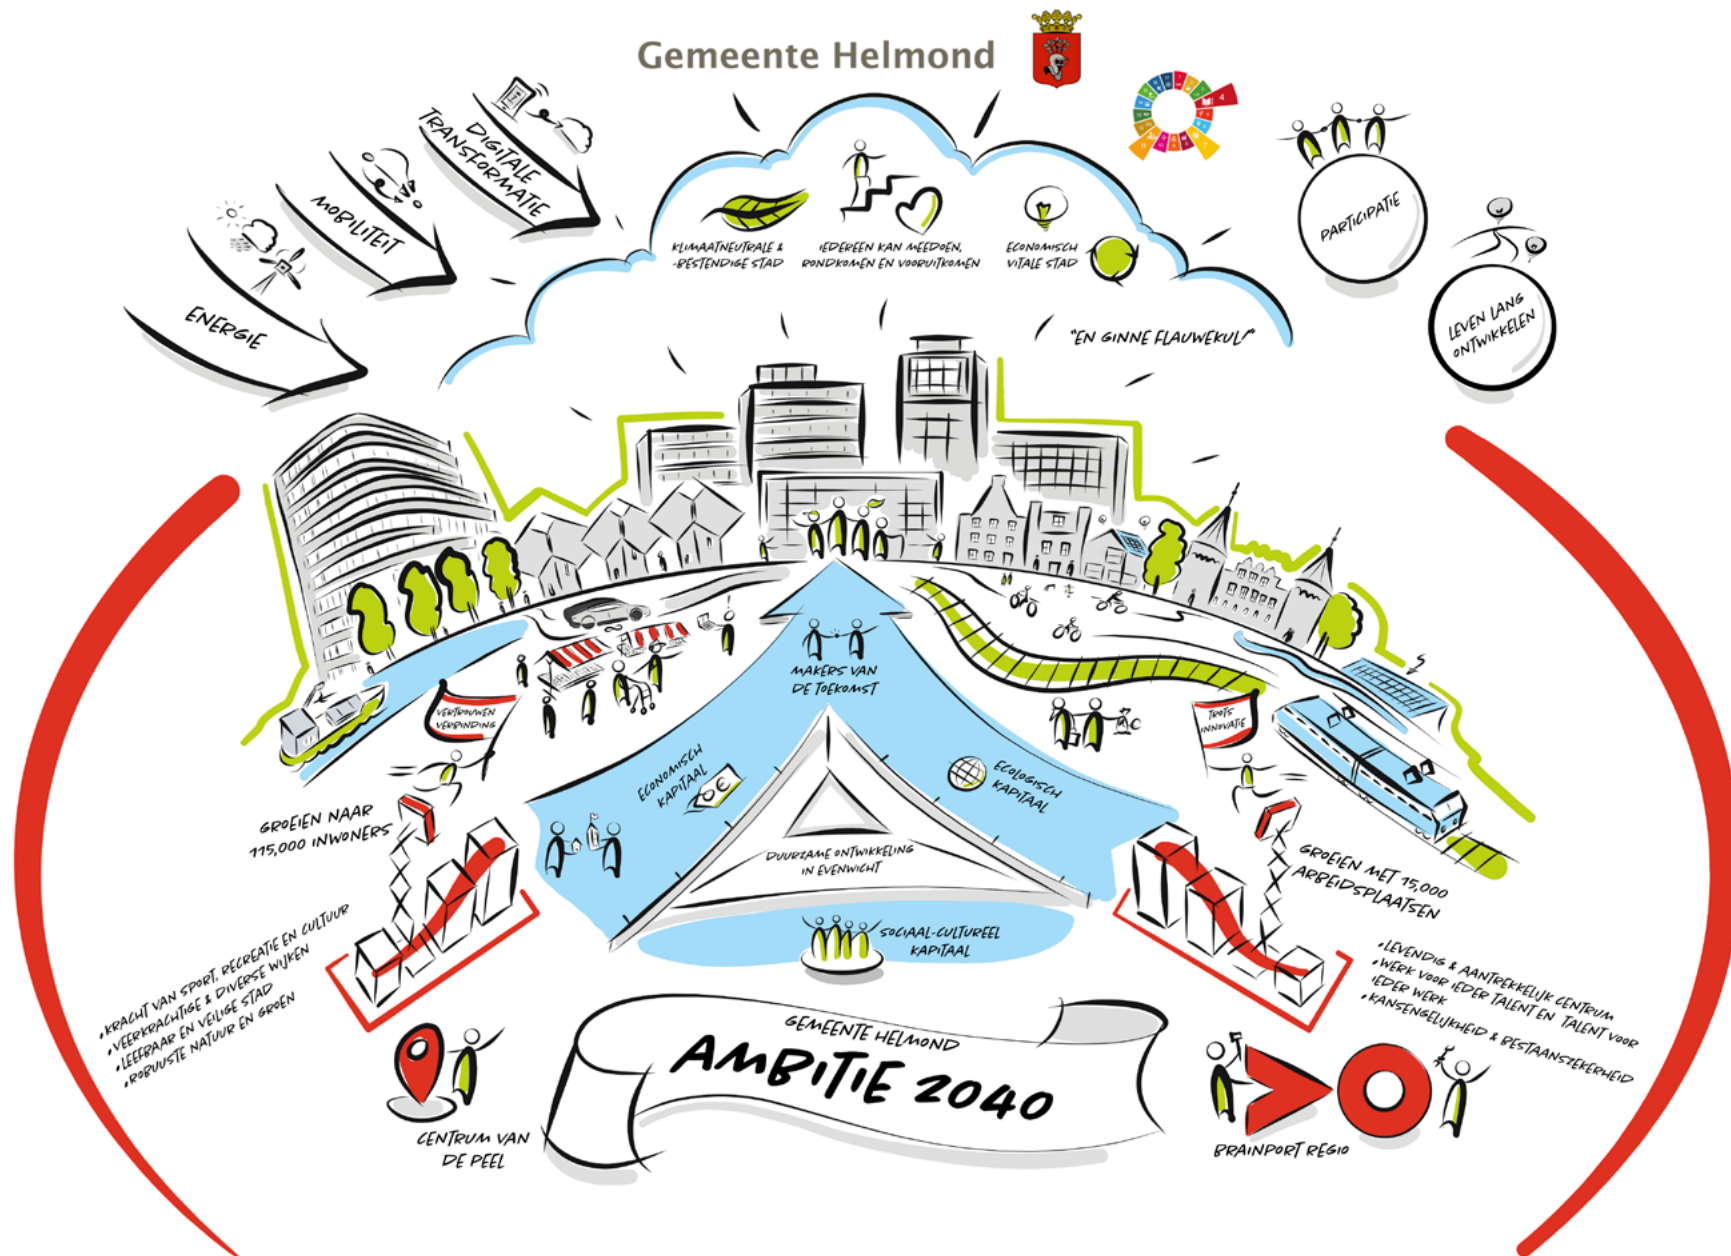 Gemeente Helmond
4
DIGITALE
TRANSFORMATIE
MOBILITEIT
ENERGIE
KLIMAATNEUTRALE &
-BESTENDIGE STAD
IEDEREEN KAN MEEDOEN,
RONDKOMEN EN VOORUITKOMEN
ECONOMISCH
VITALE STAD
"EN GINNE FLAUWEKUL!"
PARTICIPATIE
LEVEN LANG
ONTWIKKELEN
MAKERS VAN
DE TOEKOMST
VERTROUWEN
VERBINDING
TROTS
INNOVATIE
ECONOMISCH
KAPITAAL
ECOLOGISCH
KAPITAAL
DUURZAME ONTWIKKELING
IN EVENWICHT
SOCIAAL-CULTUREEL
KAPITAAL
GROEIEN NAAR
115,000 INWONERS
GROEIEN MET 15,000
ARBEIDSPLAATSEN
• KRACHT VAN SPORT, RECREATIE EN CULTUUR
• VEERKRACHTIGE & DIVERSE WIJKEN
• LEEFBAAR EN VEILIGE STAD
• ROBUUSTE NATUUR EN GROEN
• LEVENDIG & AANTREKKELIJK CENTRUM
• WERK VOOR IEDER TALENT EN TALENT VOOR
IEDER WERK
• KANSENGELIJKHEID & BESTAANSZEKERHEID
GEMEENTE HELMOND
AMBITIE 2040
CENTRUM VAN
DE PEEL
BRAINPORT REGIO